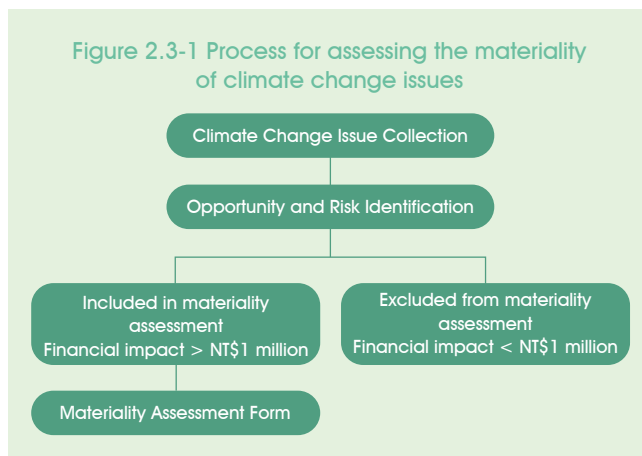 Figure 2.3-1 Process for assessing the materiality
of climate change issues
Climate Change Issue Collection
Opportunity and Risk Identification
Included in materiality
assessment
Financial impact > NT$1 million
Excluded from materiality
assessment
Financial impact < NT$1 million
Materiality Assessment Form